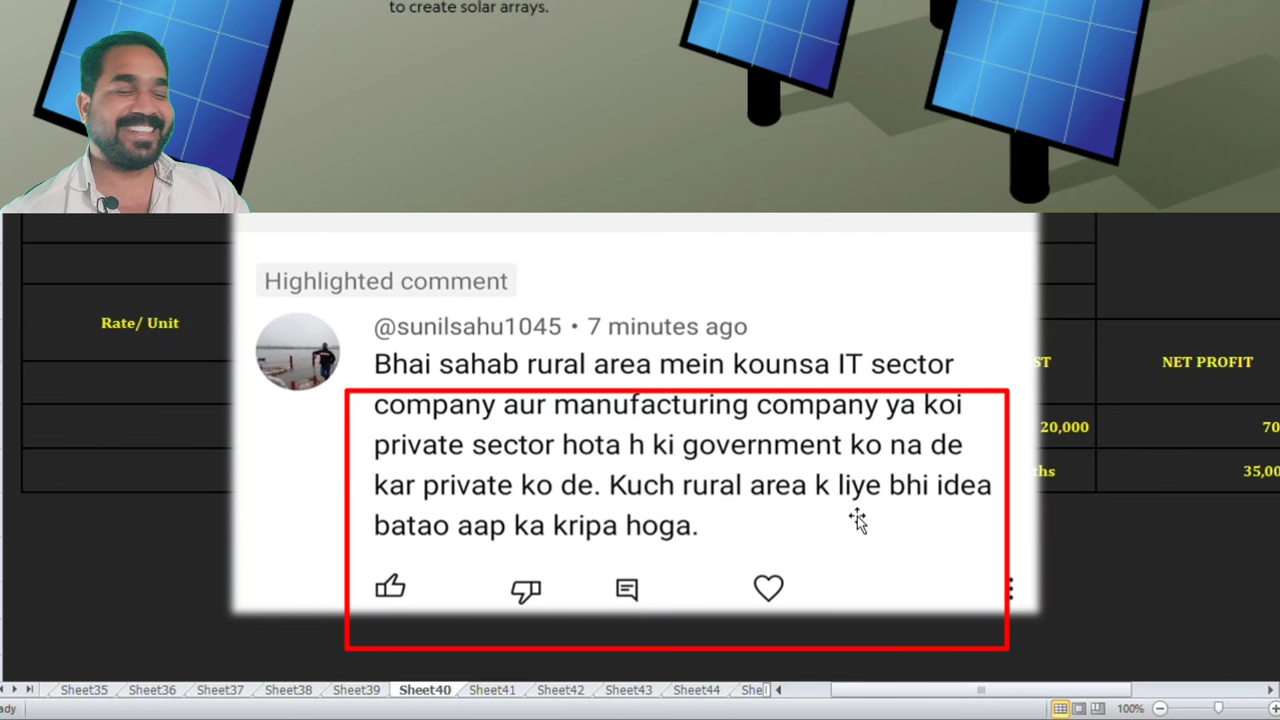 to create solar arrays.
Highlighted comment
@sunilsahu1045 • 7 minutes ago
Bhai sahab rural area mein kounsa IT sector
company aur manufacturing company ya koi
private sector hota h ki government ko na de
kar private ko de. Kuch rural area k liye bhi idea
batao aap ka kripa hoga.
Rate/ Unit
ST
NET PROFIT
20,000
70
ths
35,00
Sheet35 Sheet36 Sheet37 Sheet38 Sheet39 Sheet40 Sheet41 Sheet42 Sheet43 Sheet44 She
ady
100%